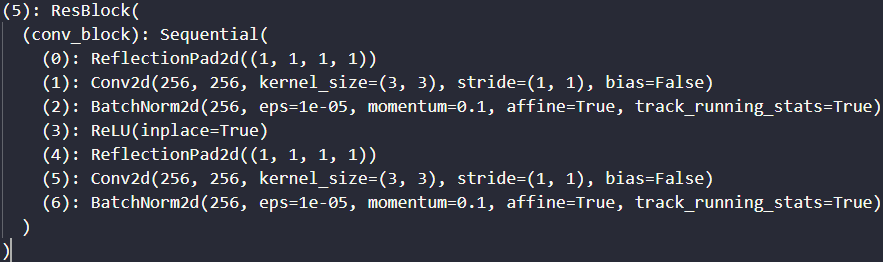 (5): ResBlock(
(conv_block): Sequential(
(0): ReflectionPad2d((1, 1, 1, 1))
(1): Conv2d(256, 256, kernel_size=(3, 3), stride=(1, 1), bias=False)
(2): BatchNorm2d(256, eps=1e-05, momentum=0.1, affine=True, track_running_stats=True)
(3): ReLU(inplace=True)
(4): ReflectionPad2d((1, 1, 1, 1))
(5): Conv2d(256, 256, kernel_size=(3, 3), stride=(1, 1), bias=False)
(6): BatchNorm2d(256, eps=1e-05, momentum=0.1, affine=True, track_running_stats=True)
)
)